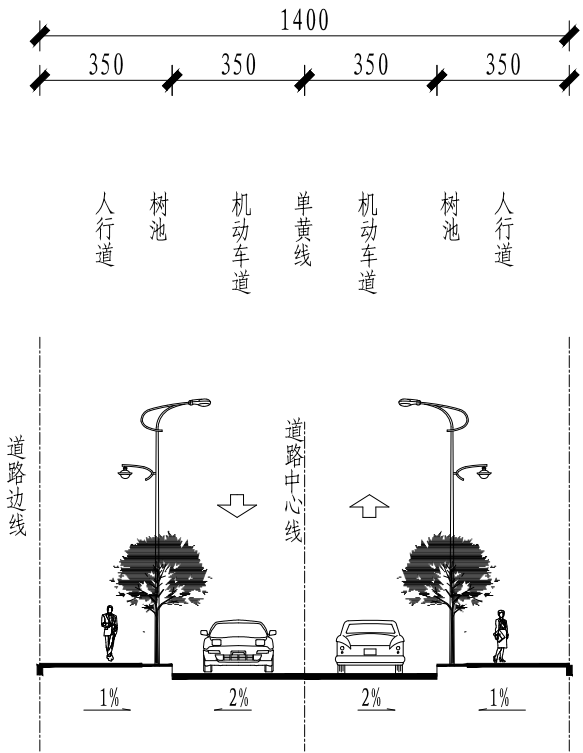 1400
350
350
350
350
人行道
树池
机动车道
单黄线
机动车道
树池
人行道
道路边线
道路中心线
1%
2%
2%
1%